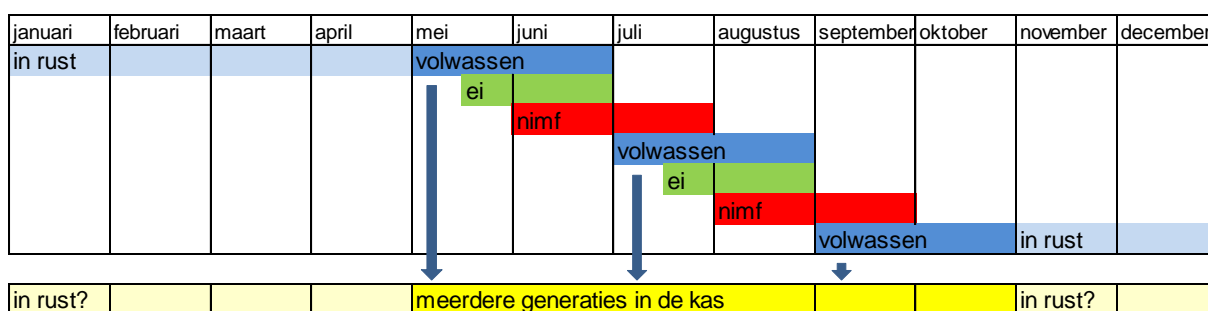 januari februari maart april mei juni juli augustus september oktober november december
in rust volwassen
ei
nimf
volwassen
ei
nimf
volwassen in rust
in rust? meerdere generaties in de kas in rust?